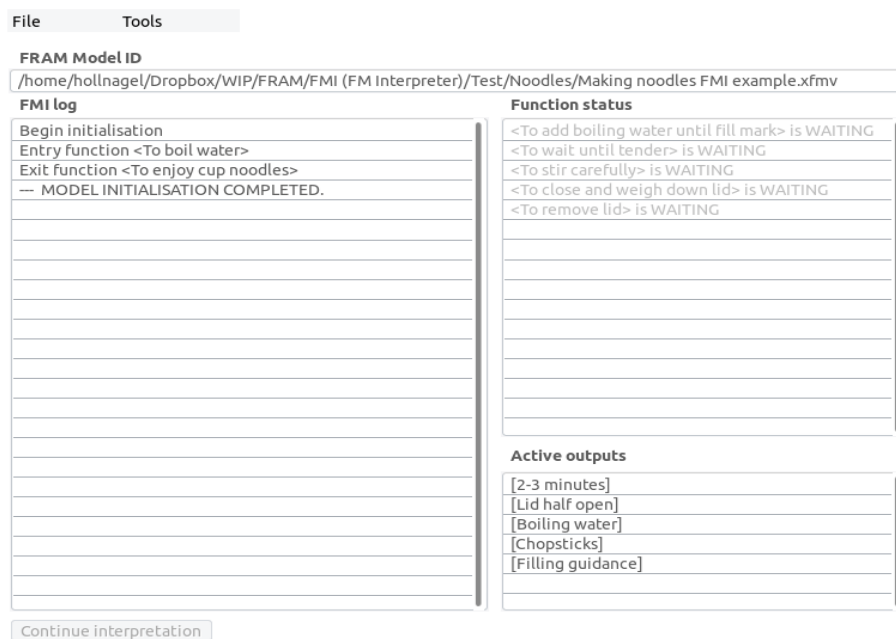 File Tools
FRAM Model ID
/home/hollnagel/Dropbox/WIP/FRAM/FMI (FM Interpreter)/Test/Noodles/Making noodles FMI example.xfmv
FMI log
Begin initialisation
Entry function <To boil water>
Exit function <To enjoy cup noodles>
--- MODEL INITIALISATION COMPLETED.
Function status
<To add boiling water until fill mark> is WAITING
<To wait until tender> is WAITING
<To stir carefully> is WAITING
<To close and weigh down lid> is WAITING
<To remove lid> is WAITING
Active outputs
[2-3 minutes]
[Lid half open]
[Boiling water]
[Chopsticks]
[Filling guidance]
Continue interpretation